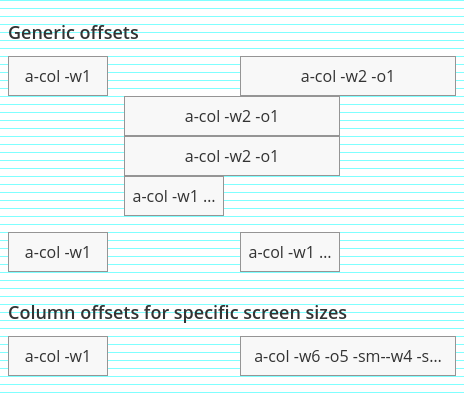 Generic offsets
a-col -w1
a-col -w2 -o1
a-col -w2 -o1
a-col -w2 -o1
a-col -w1 ...
a-col -w1
a-col -w1 ...
Column offsets for specific screen sizes
a-col -w1
a-col -w6 -o5 -sm--w4 -s...